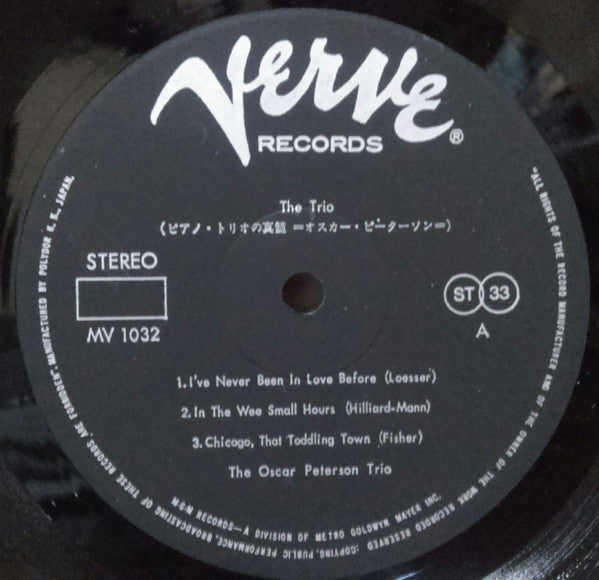 Verve
RECORDS®
The Trio
《ピアノ・トリオの真髄 =オスカー・ピーターソン=》
STEREO
MV 1032
ST 33
A
1. I've Never Been In Love Before (Loesser)
2. In The Wee Small Hours (Hilliard-Mann)
3. Chicago, That Toddling Town (Fisher)
The Oscar Peterson Trio
"ALL RIGHTS OF THE RECORD MANUFACTURER AND OF THE OWNER OF THE WORK RECORDED RESERVED :COPYING, PUBLIC PERFORMANCE, BROADCASTING OF THESE RECORDS ARE FORBIDDEN". MANUFACTURED BY POLYDOR K. K., JAPAN.
M-G-M RECORDS—A DIVISION OF METRO GOLDWYN MAYER INC.